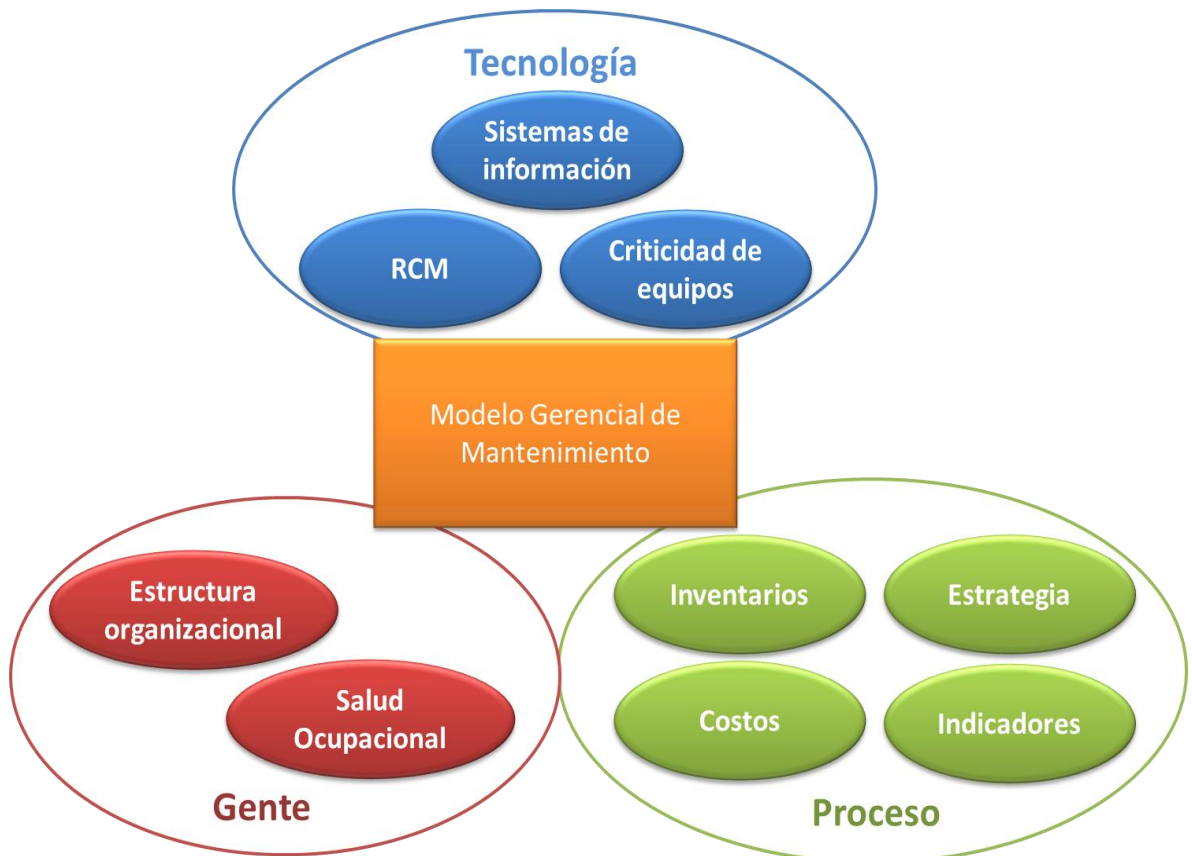 Tecnología
Sistemas de
información
RCM
Criticidad de
equipos
Modelo Gerencial de
Mantenimiento
Estructura
organizacional
Salud
Ocupacional
Gente
Inventarios
Estrategia
Costos
Indicadores
Proceso